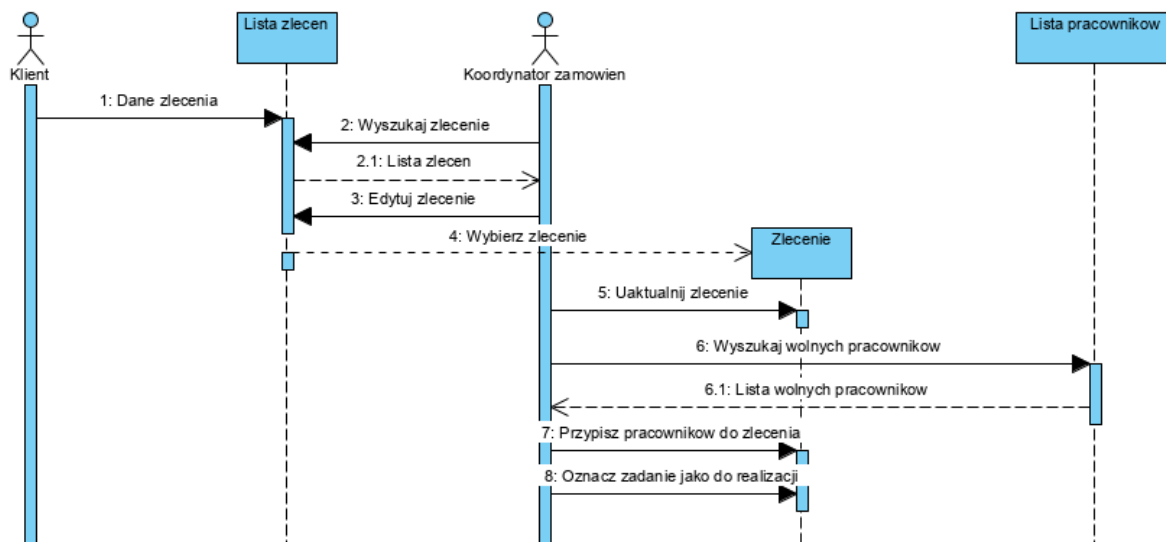 Lista zlecen
Lista pracownikow
Klient
Koordynator zamowien
1: Dane zlecenia
2: Wyszukaj zlecenie
2.1: Lista zlecen
3: Edytuj zlecenie
4: Wybierz zlecenie
Zlecenie
5: Uaktualnij zlecenie
6: Wyszukaj wolnych pracownikow
6.1: Lista wolnych pracownikow
7: Przypisz pracownikow do zlecenia
8: Oznacz zadanie jako do realizacji